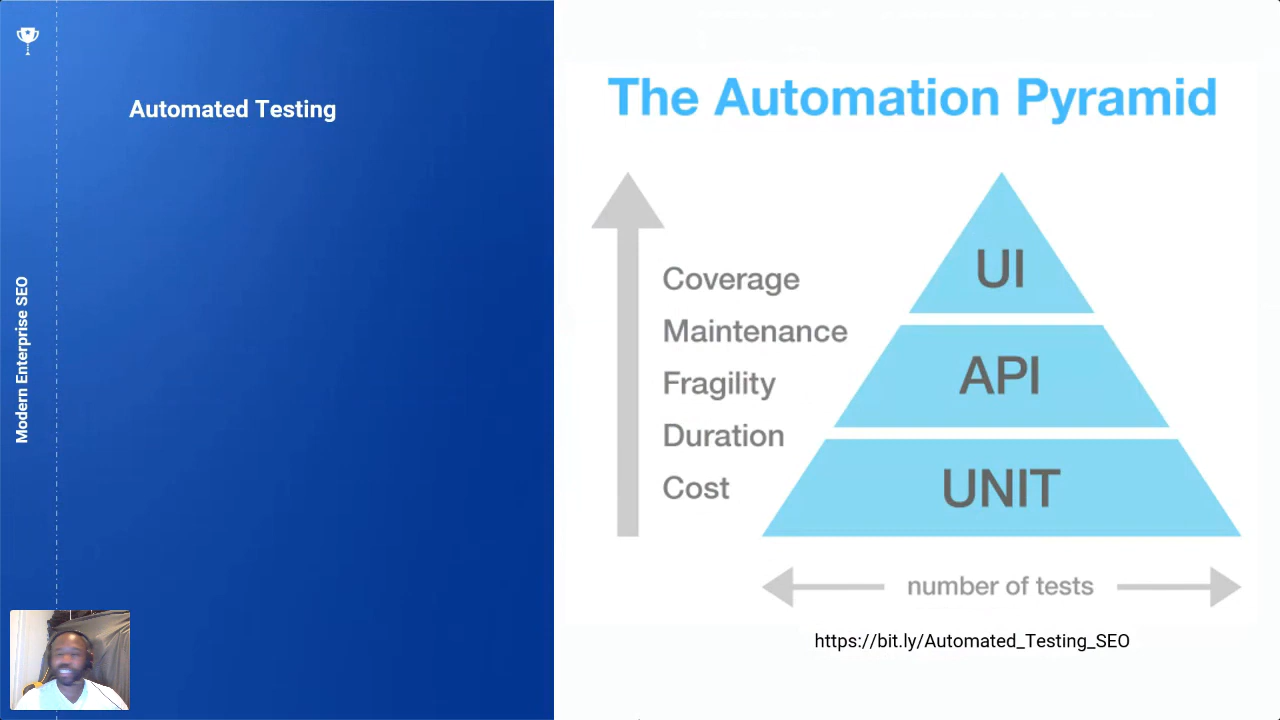 Automated Testing
Modern Enterprise SEO
The Automation Pyramid
Coverage
Maintenance
Fragility
Duration
Cost
UI
API
UNIT
number of tests
https://bit.ly/Automated_Testing_SEO